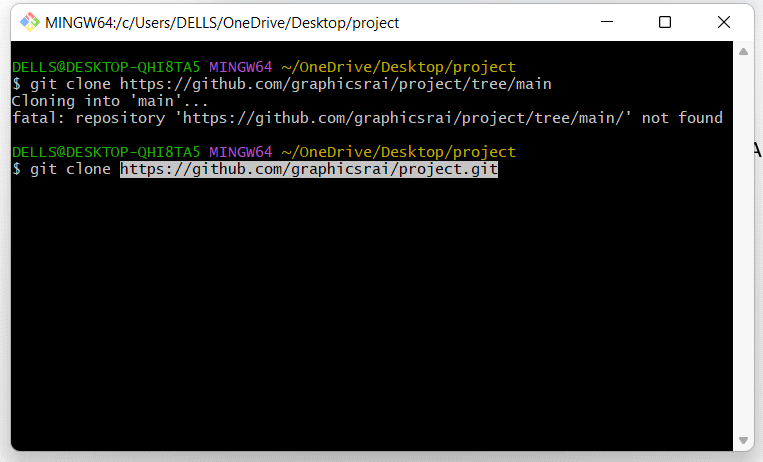 MINGW64:/c/Users/DELLS/OneDrive/Desktop/project
DELLS@DESKTOP-QHI8TA5 MINGW64 ~/OneDrive/Desktop/project
$ git clone https://github.com/graphicsrai/project/tree/main
Cloning into 'main'...
fatal: repository 'https://github.com/graphicsrai/project/tree/main/' not found
DELLS@DESKTOP-QHI8TA5 MINGW64 ~/OneDrive/Desktop/project
$ git clone https://github.com/graphicsrai/project.git